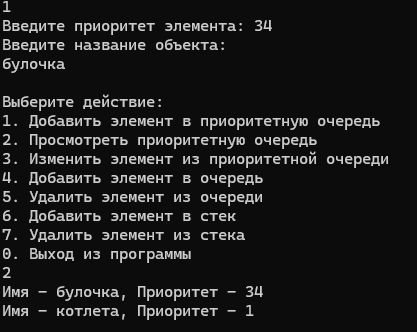 1
Введите приоритет элемента: 34
Введите название объекта:
булочка
Выберите действие:
1. Добавить элемент в приоритетную очередь
2. Просмотреть приоритетную очередь
3. Изменить элемент из приоритетной очереди
4. Добавить элемент в очередь
5. Удалить элемент из очереди
6. Добавить элемент в стек
7. Удалить элемент из стека
0. Выход из программы
2
Имя – булочка, Приоритет – 34
Имя – котлета, Приоритет – 1